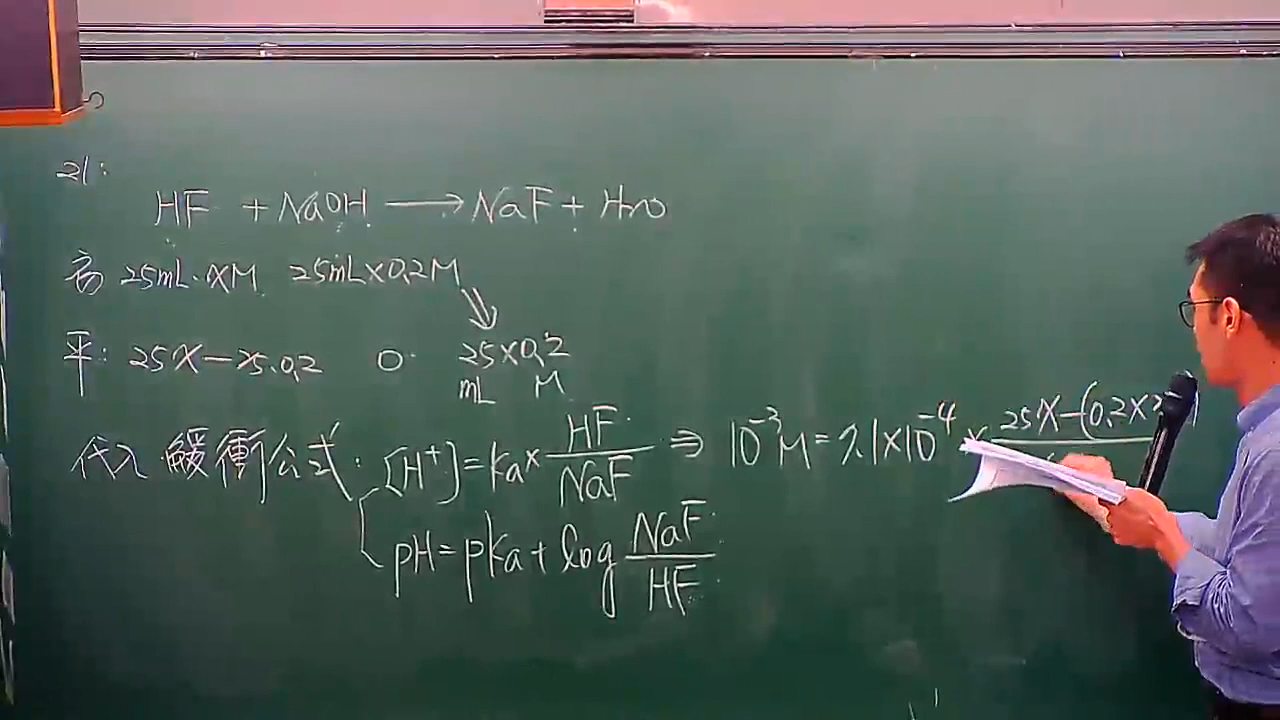 21:
HF + NaOH → NaF + H₂O
25mL·XM 25mL×0.2M
平: 25X-25·0.2 0 25×0.2
mL M
代入緩衝公式: [H⁺]=Ka×HF/NaF ⇒ 10⁻³M=7.1×10⁻⁴×25X-(0.2×2
pH=pKa+log NaF/HF